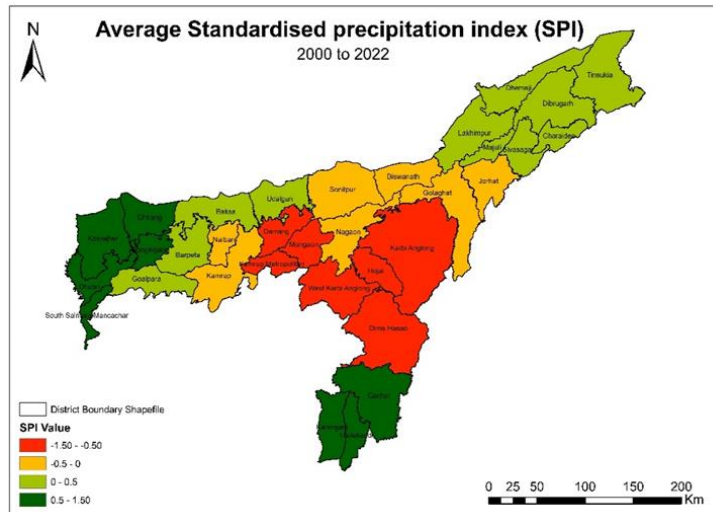 N
Average Standardised precipitation index (SPI)
2000 to 2022
Tinsukia
Dhemaji
Dibrugarh
Lakhimpur
Charaideo
Majuli
Sivasagar
Biswanath
Sonitpur
Jorhat
Golaghat
Udalguri
Chirang
Baksa
Darrang
Kokrajhar
Nalbari
Morigaon
Nagaon
Karbi Anglong
Barpeta
Kamrup Metropolitan
Hojai
Goalpara
Kamrup
West Karbi Anglong
South Salmara Mancachar
Dima Hasao
Cachar
District Boundary Shapefile
SPI Value
-1.50 - -0.50
-0.5 - 0
0 - 0.5
0.5 - 1.50
0 25 50 100 150 200
Km